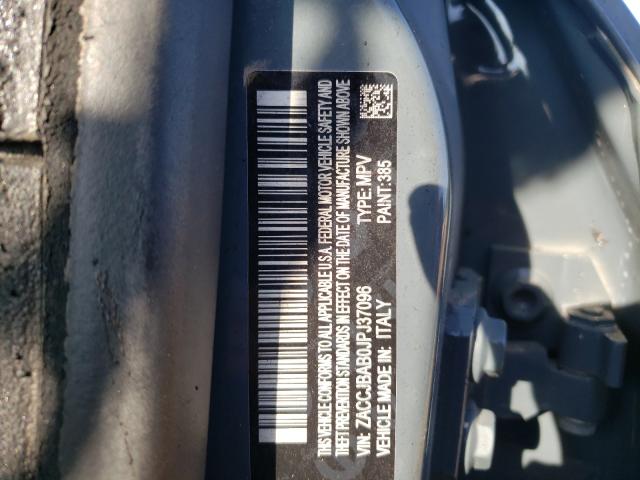 THIS VEHICLE CONFORMS TO ALL APPLICABLE U.S.A. FEDERAL MOTOR VEHICLE SAFETY AND
THEFT PREVENTION STANDARDS IN EFFECT ON THE DATE OF MANUFACTURE SHOWN ABOVE
VIN: ZACCJBAB0JPJ37096 TYPE: MPV
VEHICLE MADE IN: ITALY PAINT: 385